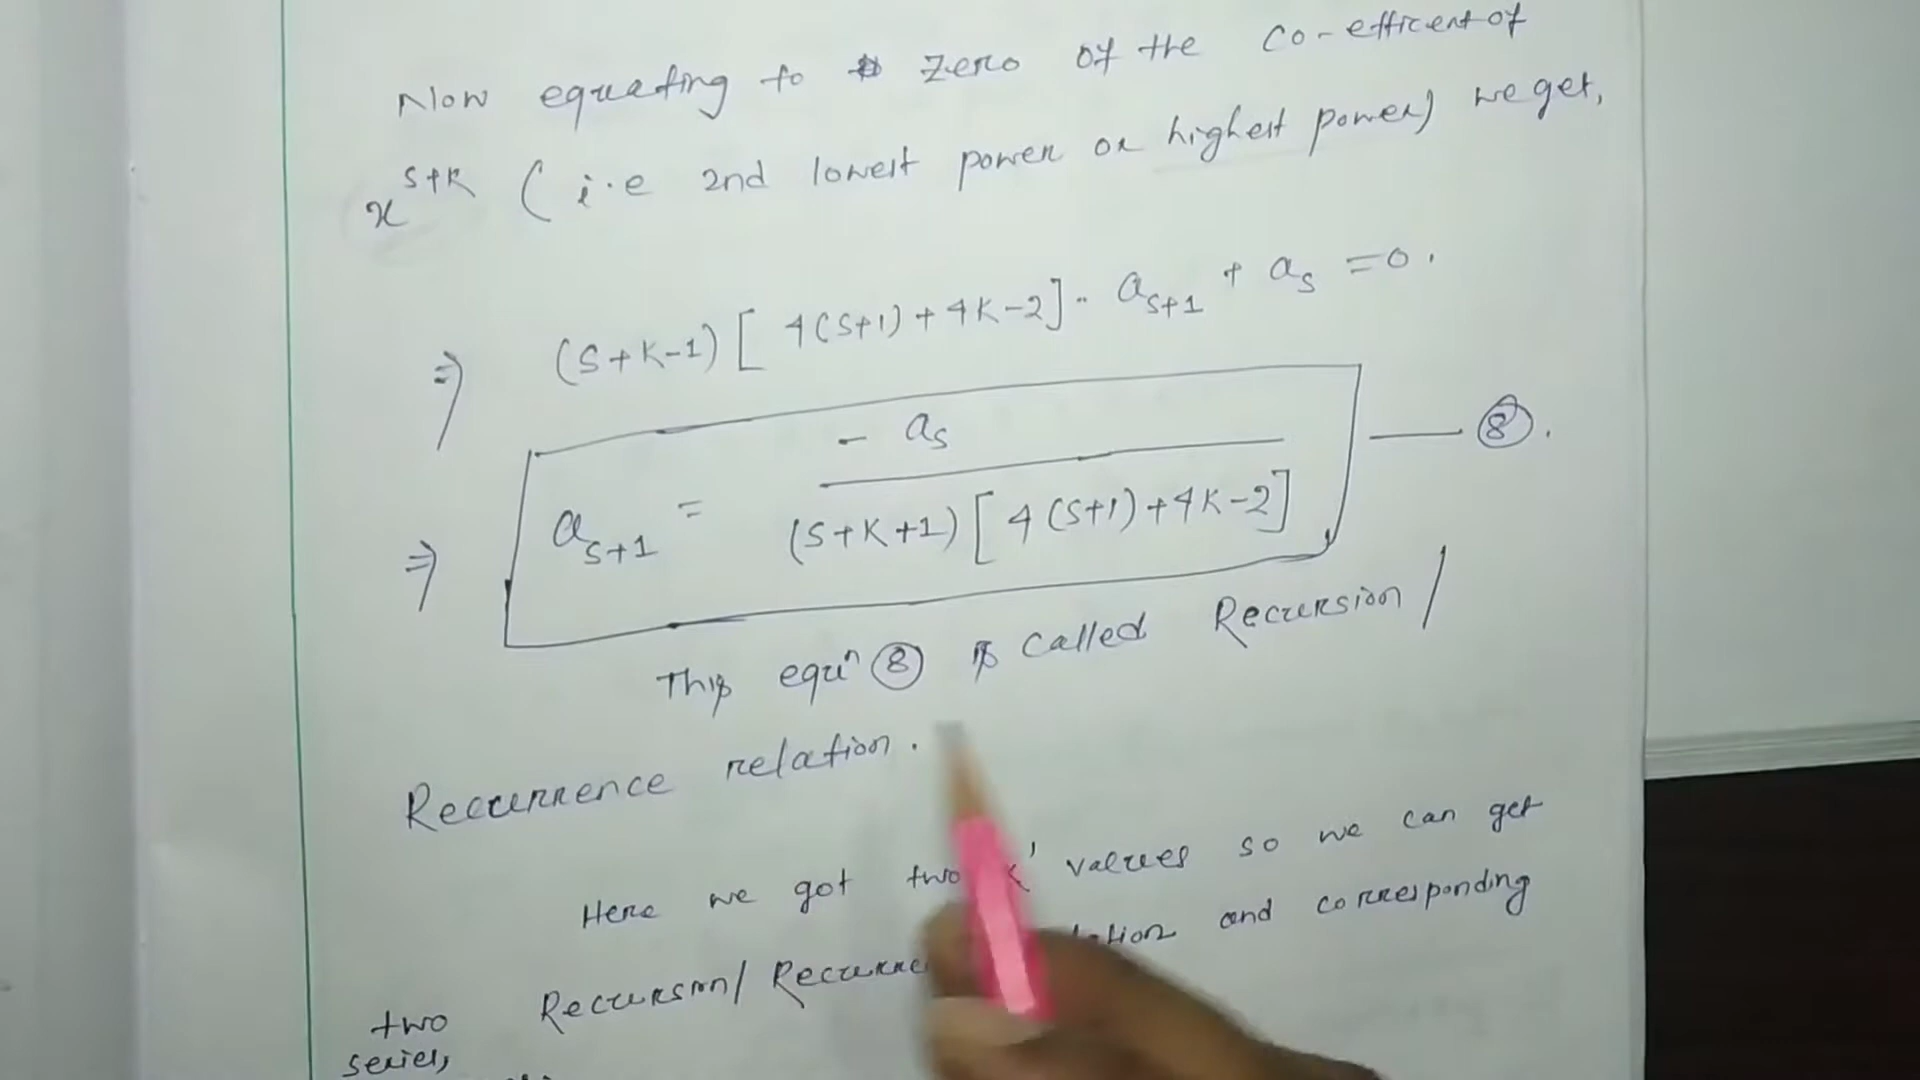 Now equating to zero of the co-efficent of
x^{s+k} (i.e 2nd lowest power or highest power) we get,
⇒ (s+k-1)[4(s+1)+4k-2]. a_{s+1} + a_s = 0.
⇒ a_{s+1} = - a_s / (s+k+1)[4(s+1)+4k-2] — ⑧.
This equⁿ ⑧ is called Recursion /
Recurrence relation.
Here we got two values so we can get
two Recursion/ and corresponding
series,